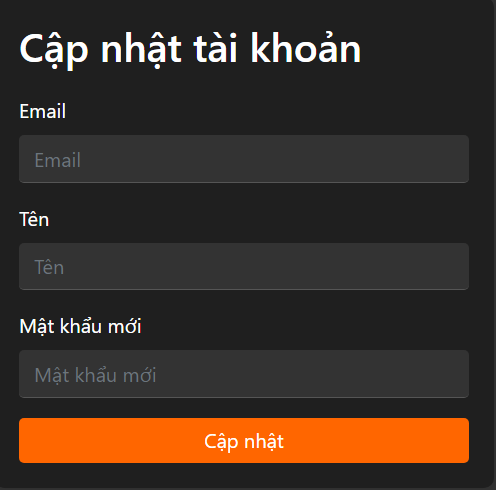 Cập nhật tài khoản
Email
Email
Tên
Tên
Mật khẩu mới
Mật khẩu mới
Cập nhật